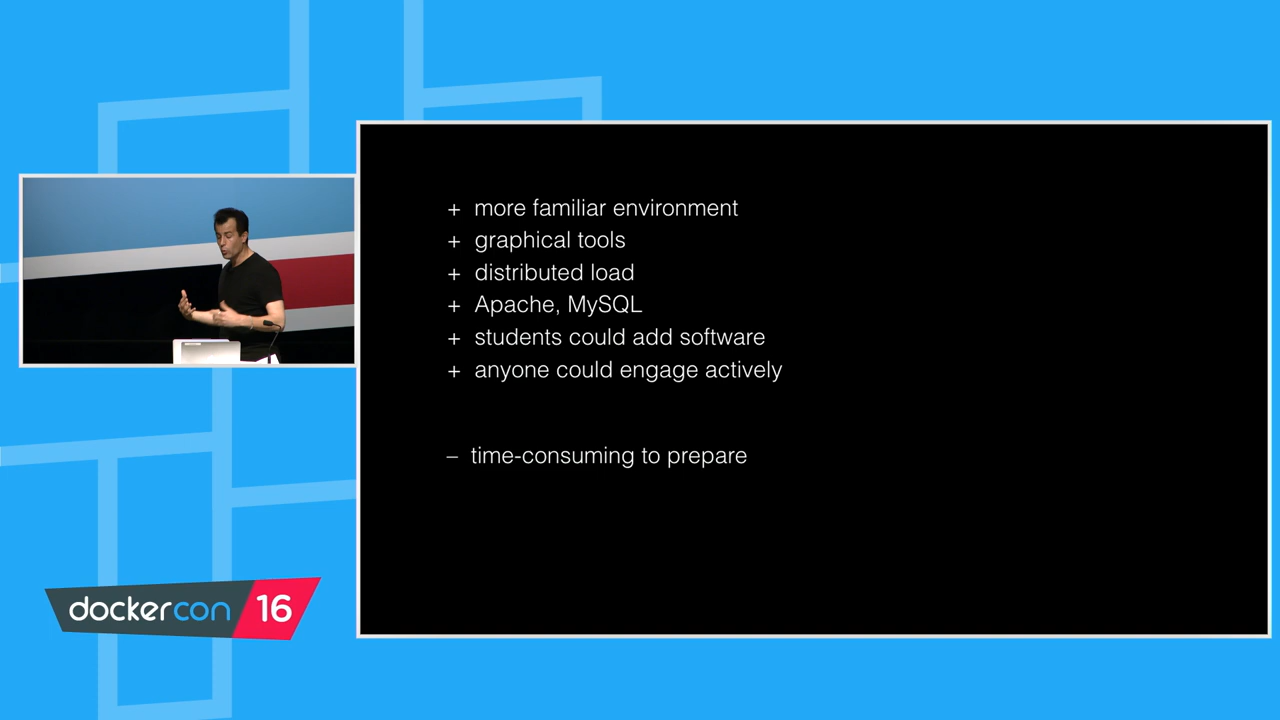 + more familiar environment
+ graphical tools
+ distributed load
+ Apache, MySQL
+ students could add software
+ anyone could engage actively
– time-consuming to prepare
dockercon 16